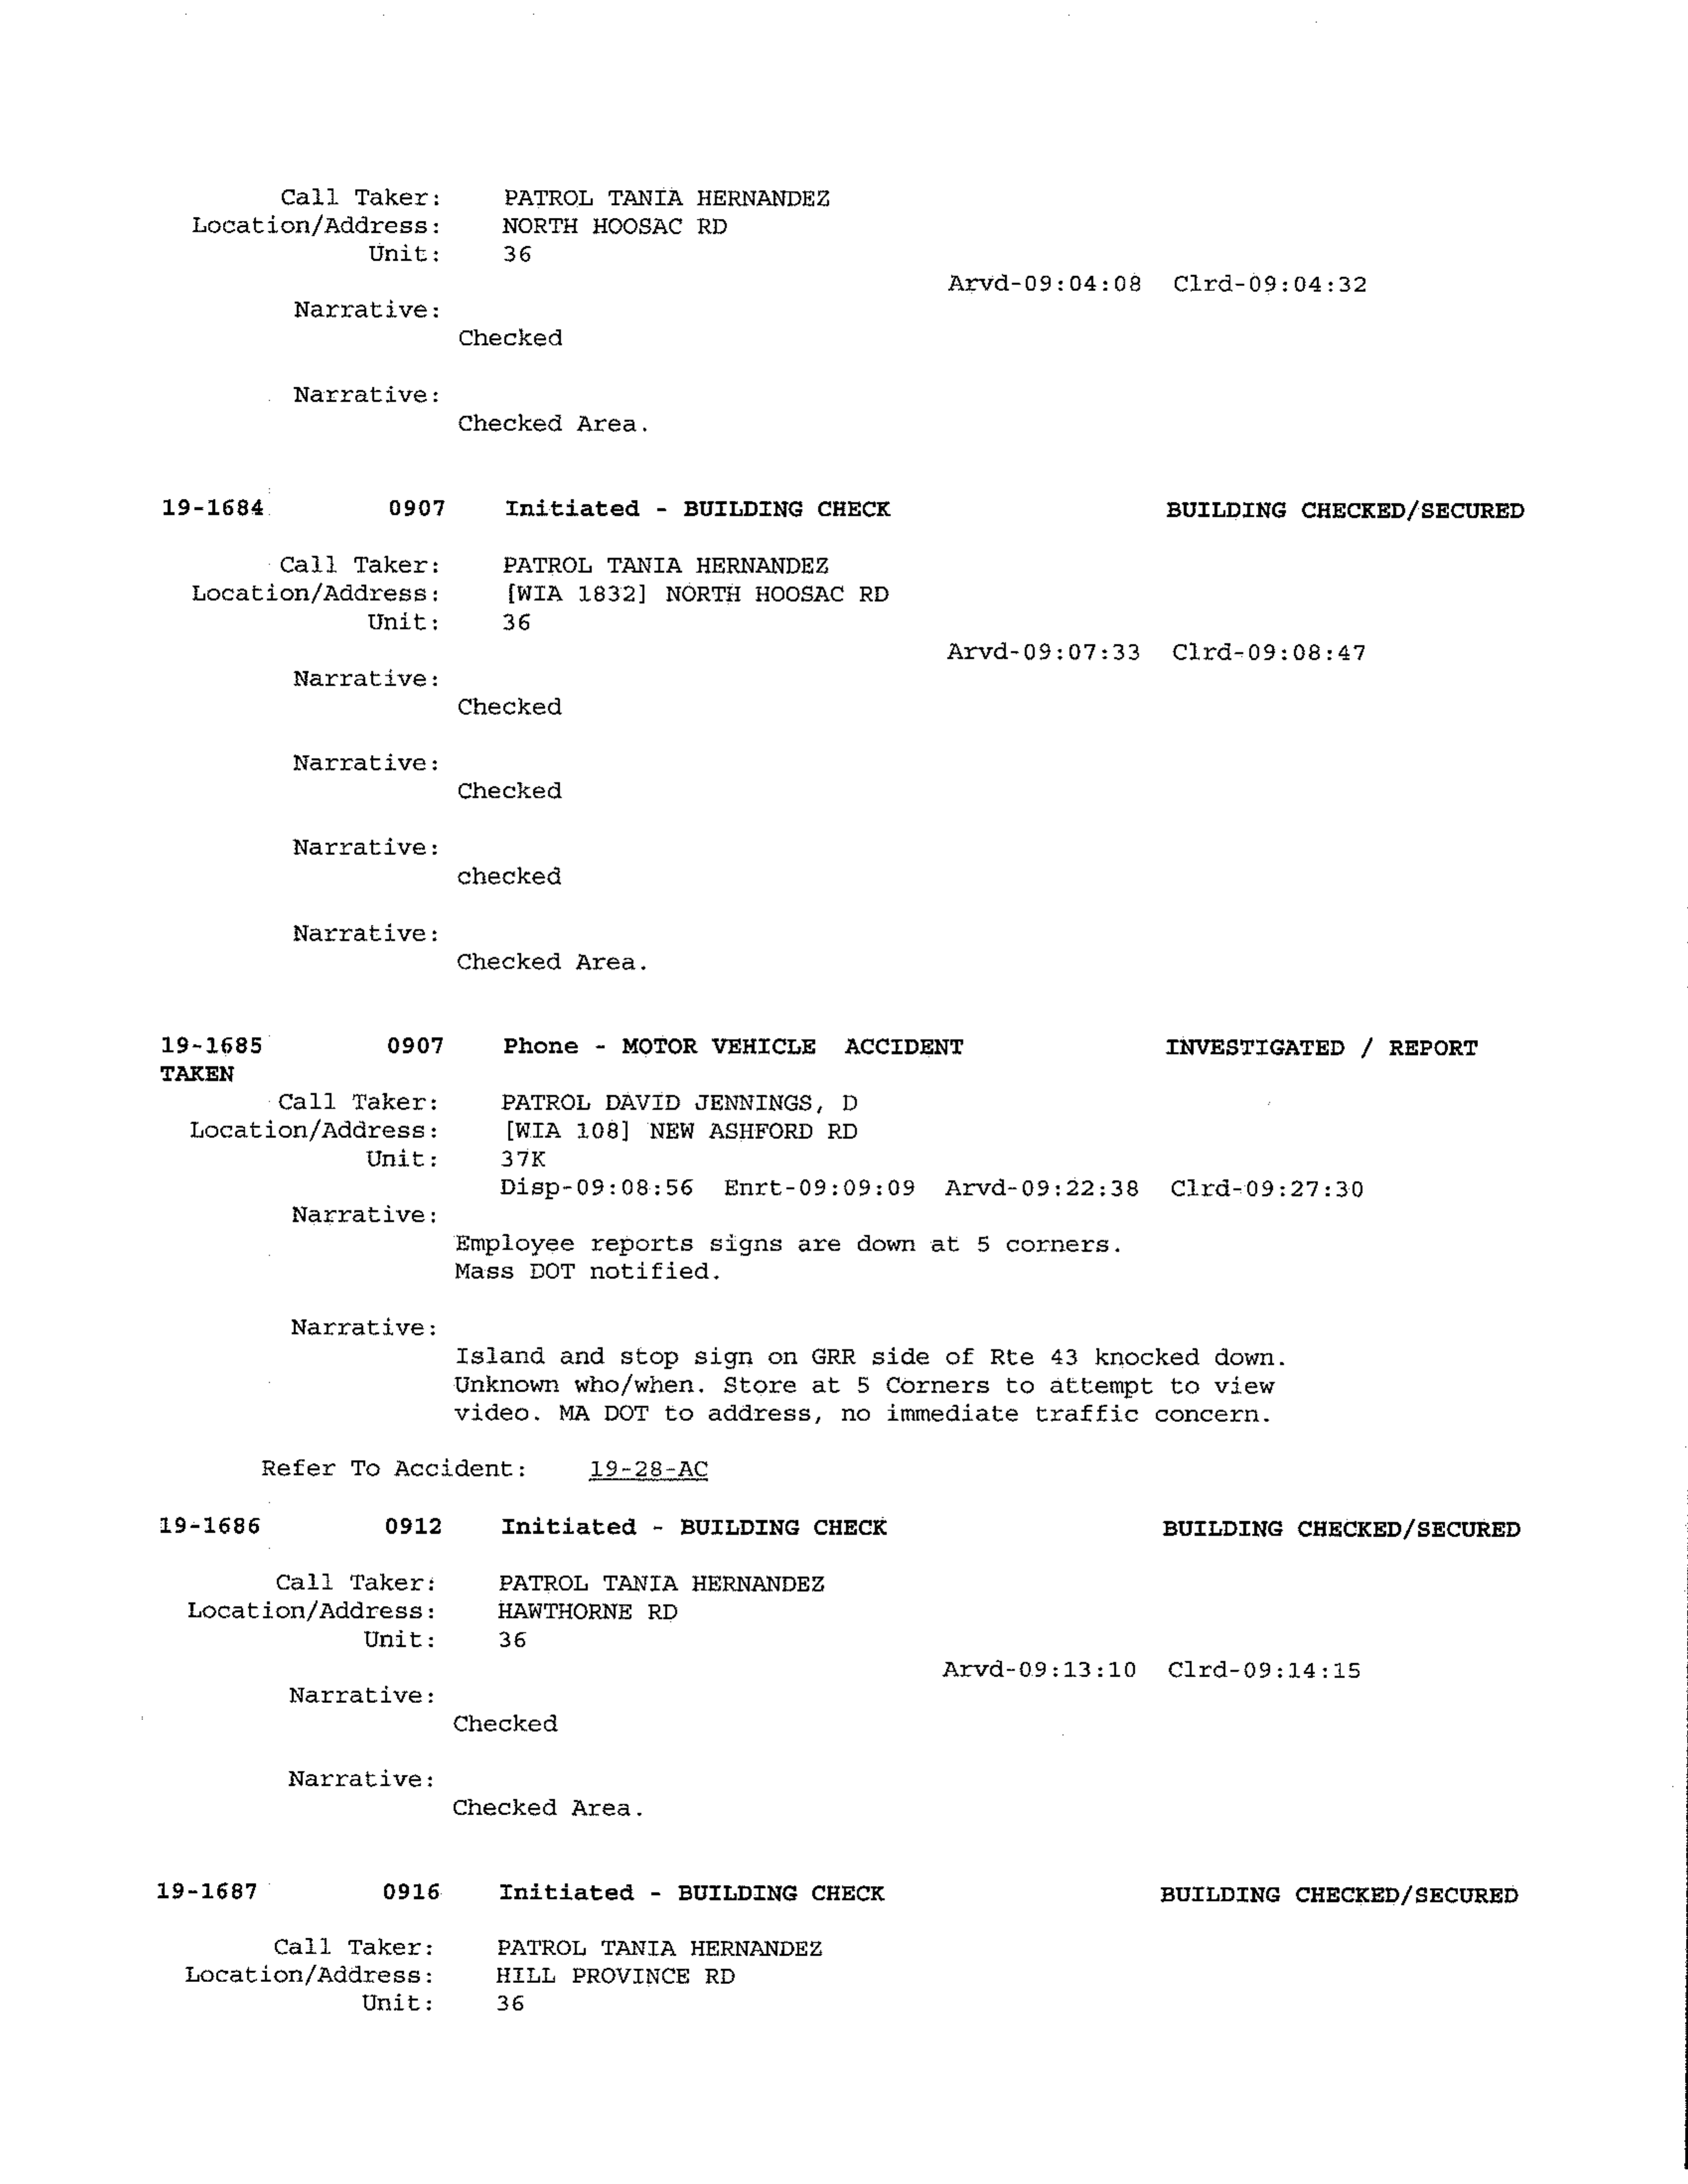 Call Taker: PATROL TANIA HERNANDEZ
Location/Address: NORTH HOOSAC RD
Unit: 36
Arvd-09:04:08 Clrd-09:04:32
Narrative:
Checked
Narrative:
Checked Area.
19-1684 0907 Initiated - BUILDING CHECK BUILDING CHECKED/SECURED
Call Taker: PATROL TANIA HERNANDEZ
Location/Address: [WIA 1832] NORTH HOOSAC RD
Unit: 36
Arvd-09:07:33 Clrd-09:08:47
Narrative:
Checked
Narrative:
Checked
Narrative:
checked
Narrative:
Checked Area.
19-1685 0907 Phone - MOTOR VEHICLE ACCIDENT INVESTIGATED / REPORT
TAKEN
Call Taker: PATROL DAVID JENNINGS, D
Location/Address: [WIA 108] NEW ASHFORD RD
Unit: 37K
Disp-09:08:56 Enrt-09:09:09 Arvd-09:22:38 Clrd-09:27:30
Narrative:
Employee reports signs are down at 5 corners.
Mass DOT notified.
Narrative:
Island and stop sign on GRR side of Rte 43 knocked down.
Unknown who/when. Store at 5 Corners to attempt to view
video. MA DOT to address, no immediate traffic concern.
Refer To Accident: 19-28-AC
19-1686 0912 Initiated - BUILDING CHECK BUILDING CHECKED/SECURED
Call Taker: PATROL TANIA HERNANDEZ
Location/Address: HAWTHORNE RD
Unit: 36
Arvd-09:13:10 Clrd-09:14:15
Narrative:
Checked
Narrative:
Checked Area.
19-1687 0916 Initiated - BUILDING CHECK BUILDING CHECKED/SECURED
Call Taker: PATROL TANIA HERNANDEZ
Location/Address: HILL PROVINCE RD
Unit: 36